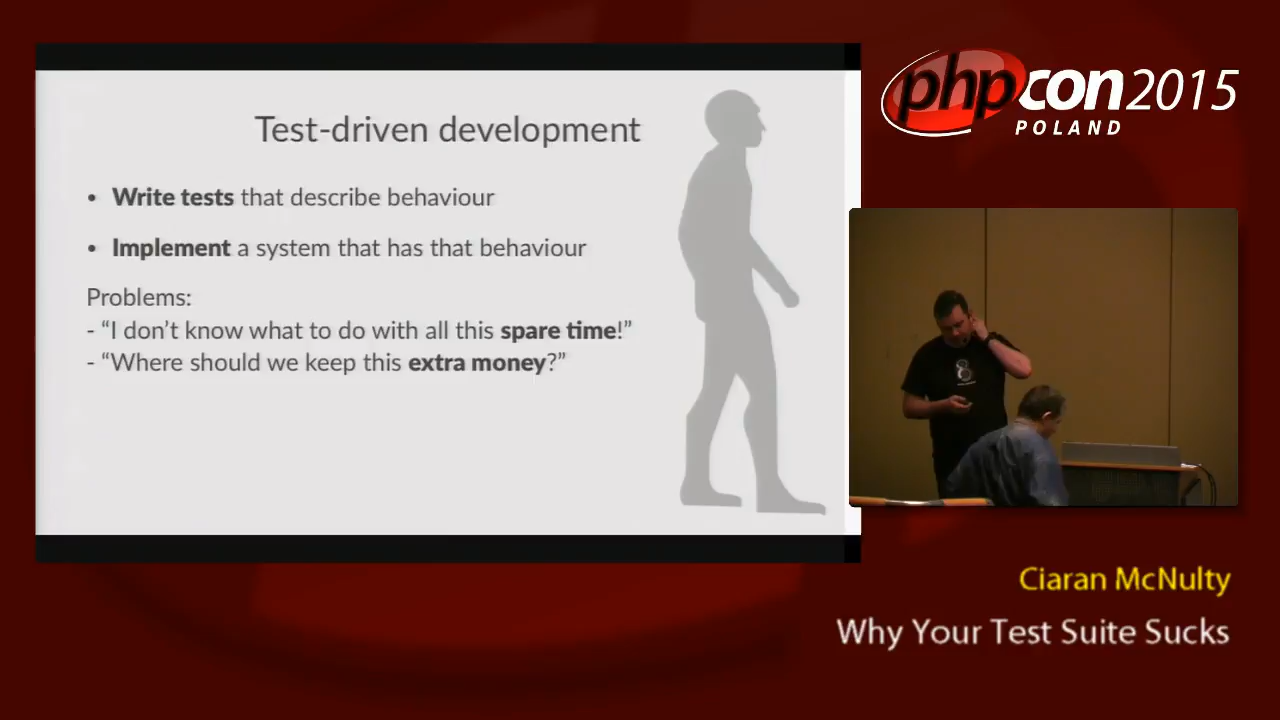 Test-driven development
• Write tests that describe behaviour
• Implement a system that has that behaviour
Problems:
- “I don’t know what to do with all this spare time!”
- “Where should we keep this extra money?”
phpcon2015
POLAND
Ciaran McNulty
Why Your Test Suite Sucks